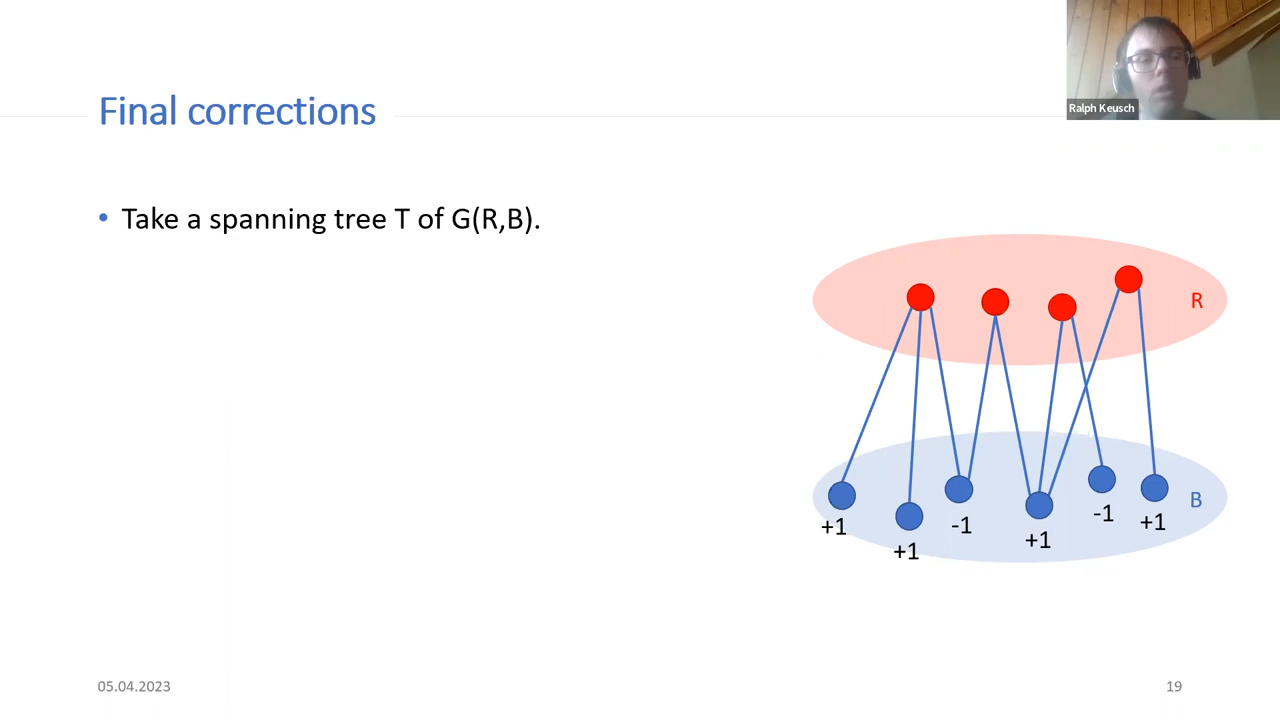 Ralph Keusch
Final corrections
• Take a spanning tree T of G(R,B).
R
B
+1
+1
-1
+1
-1
+1
05.04.2023
19